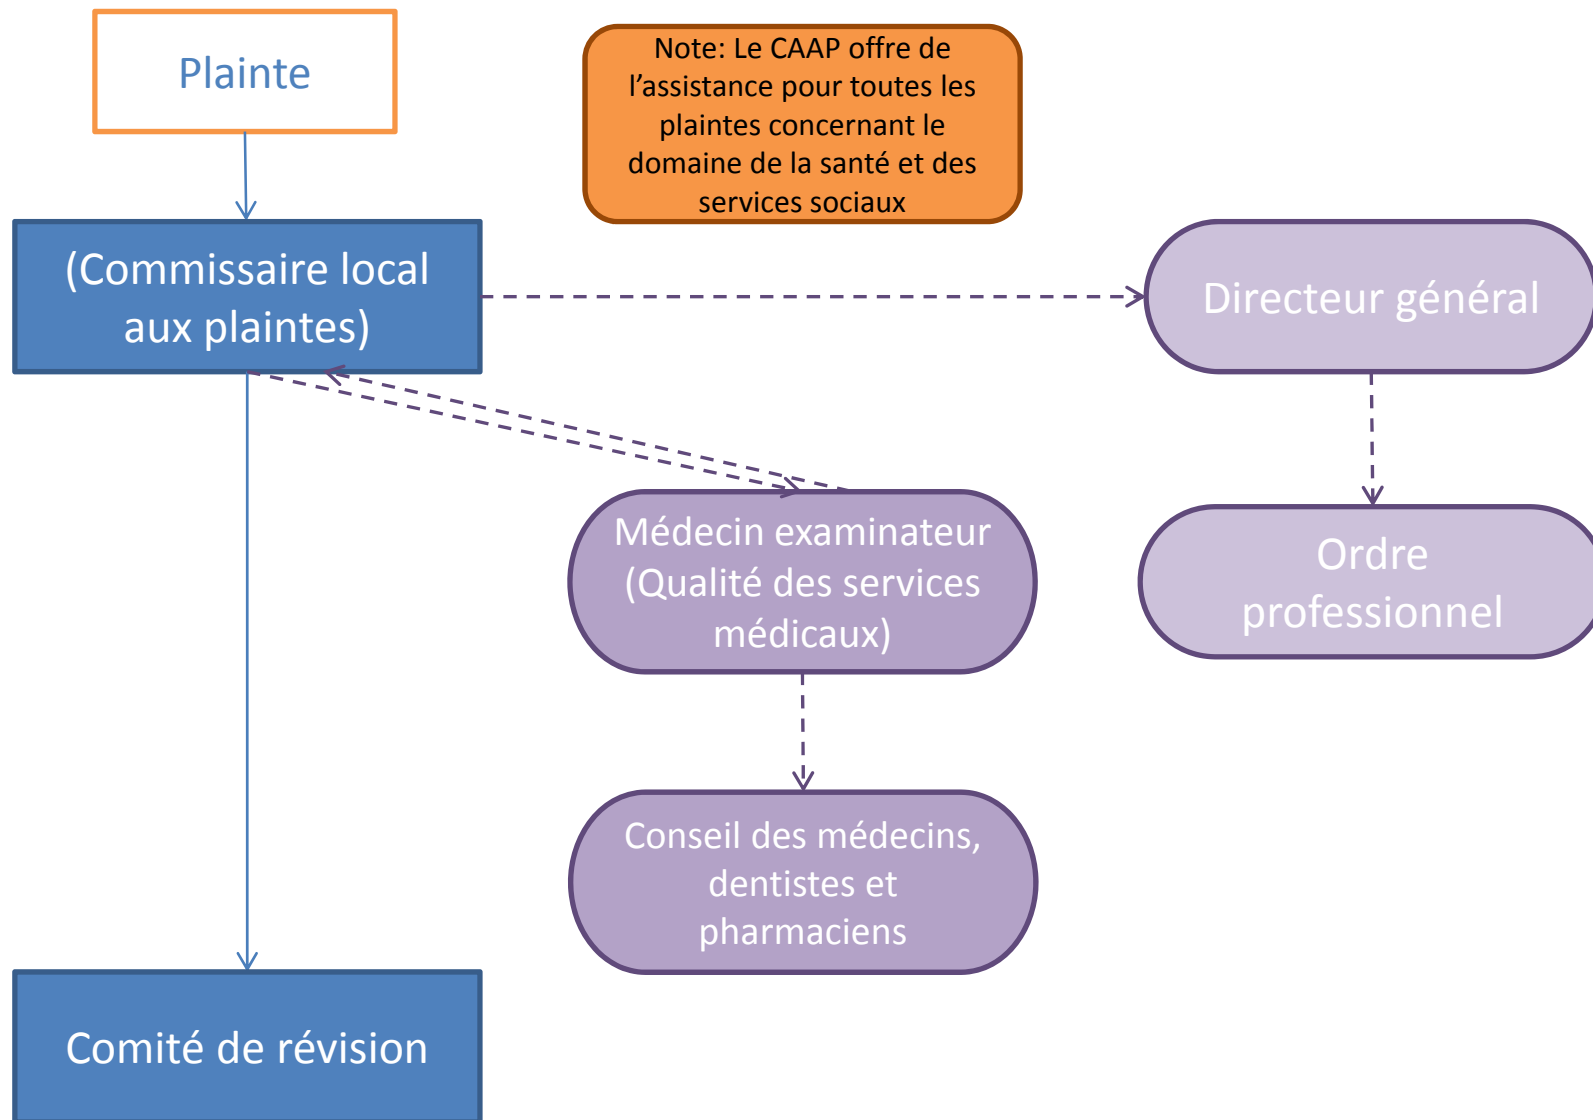 Plainte
Note: Le CAAP offre de
l’assistance pour toutes les
plaintes concernant le
domaine de la santé et des
services sociaux
(Commissaire local
aux plaintes)
Directeur général
Médecin examinateur
(Qualité des services
médicaux)
Ordre
professionnel
Conseil des médecins,
dentistes et
pharmaciens
Comité de révision